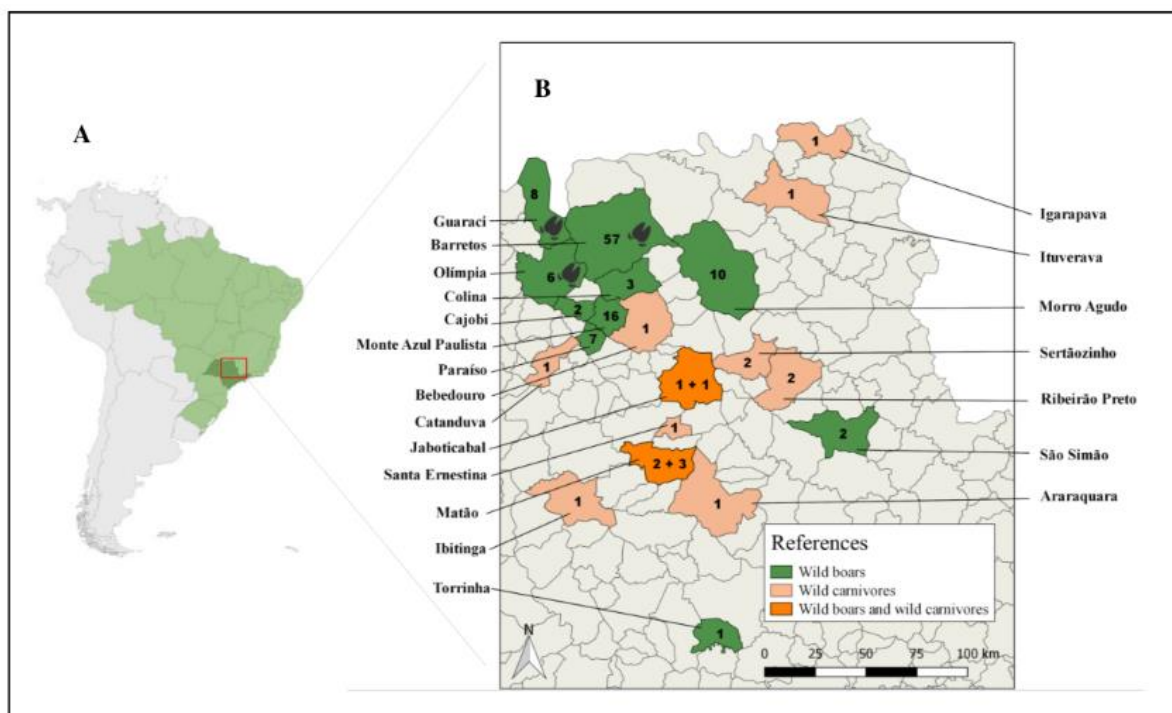 A
B
1
1
8
Igarapava
Guaraci
57
Ituverava
Barretos
Olímpia
6
3
10
Colina
Cajobi
2
16
Morro Agudo
Monte Azul Paulista
7
1
Paraíso
1
Sertãozinho
Bebedouro
2
2
Catanduva
1 + 1
Ribeirão Preto
Jaboticabal
1
2
São Simão
Santa Ernestina
2 + 3
Matão
1
1
Araraquara
Ibitinga
References
Wild boars
Wild carnivores
Wild boars and wild carnivores
Torrinha
1
N
0 25 50 75 100 km